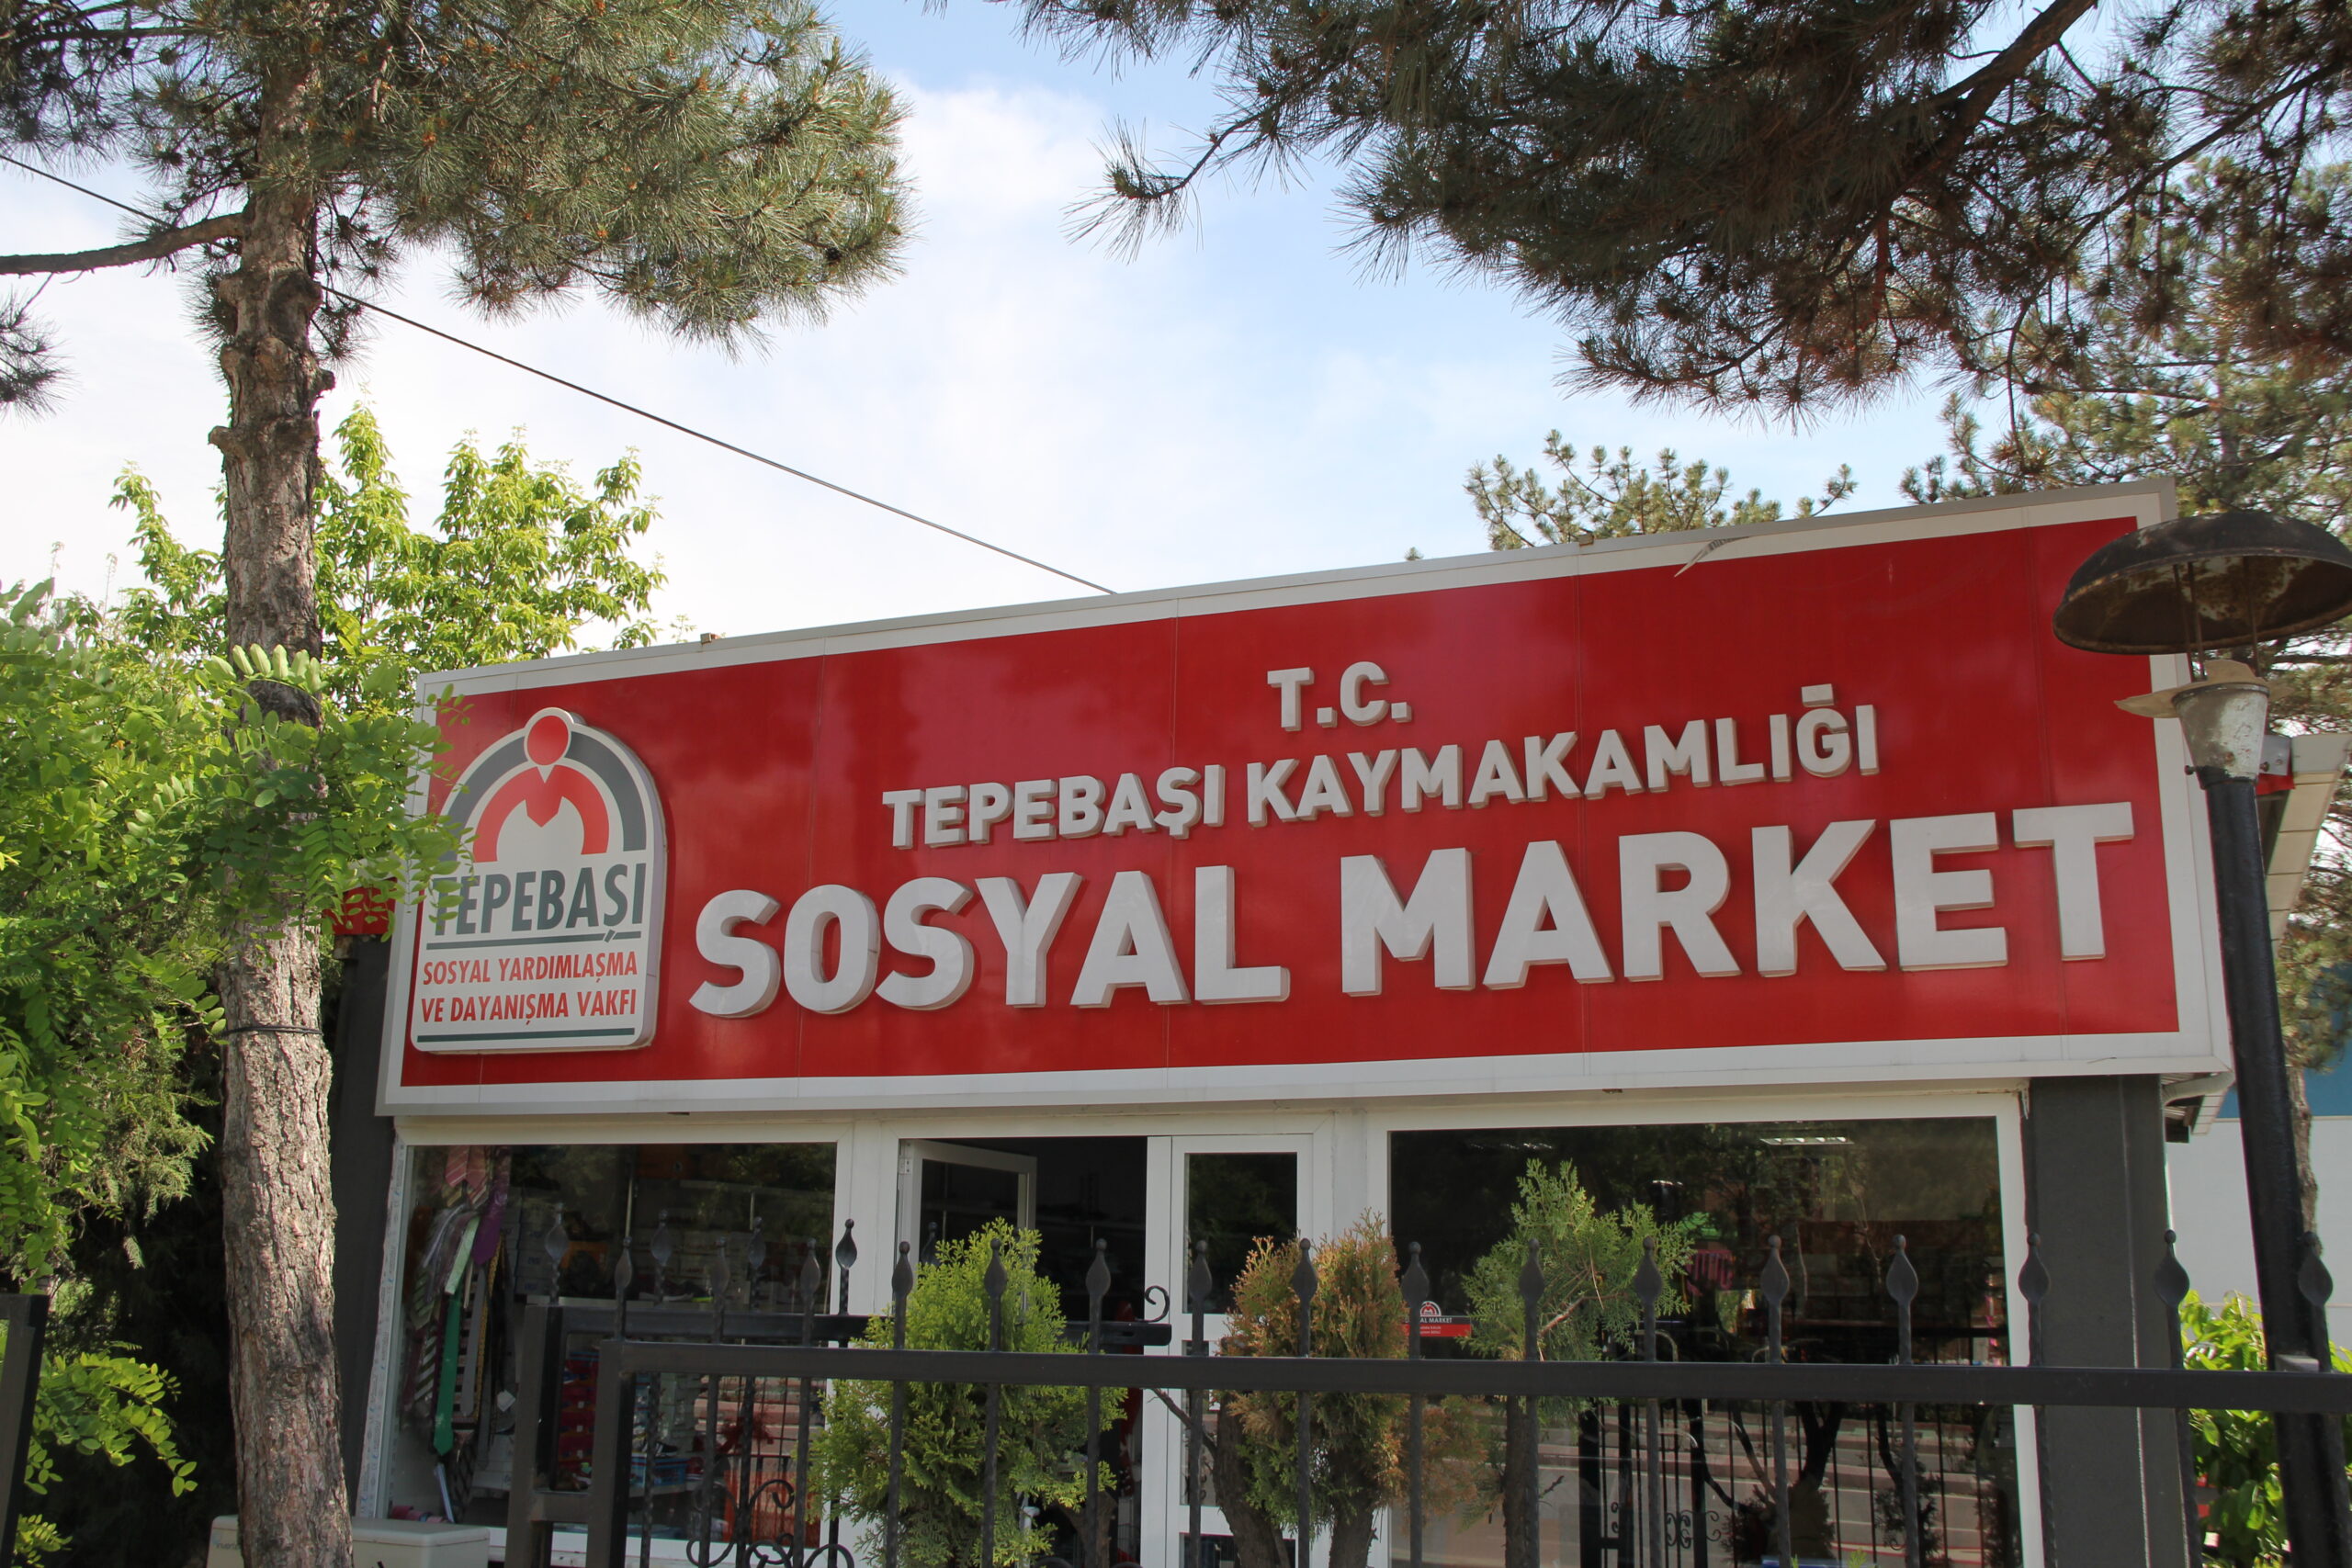 T.C.
TEPEBAŞI KAYMAKAMLIĞI
SOSYAL MARKET
TEPEBAŞI
SOSYAL YARDIMLAŞMA
VE DAYANIŞMA VAKFI